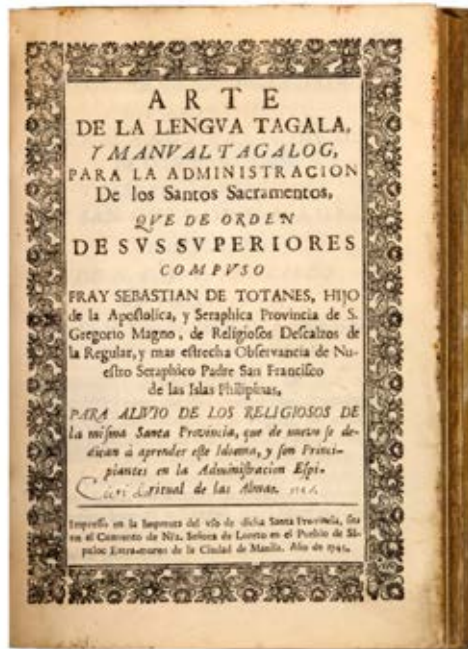 ARTE
DE LA LENGVA TAGALA,
Y MANVAL TAGALOG,
PARA LA ADMINISTRACION
De los Santos Sacramentos,
QVE DE ORDEN
DE SVS SVPERIORES
COMPVSO
FRAY SEBASTIAN DE TOTANES, HIJO
de la Apostolica, y Seraphica Provincia de S.
Gregorio Magno, de Religiosos Descalzos de
la Regular, y mas estrecha Observancia de Nu-
estro Seraphico Padre San Francisco
de las Islas Philipinas,
PARA ALIVIO DE LOS RELIGIOSOS DE
la misma Santa Provincia, que de nuevo se de-
dican à aprender este Idioma, y son Princi-
piantes en la Administracion Espi-
ritual de las Almas.
Impresso en la Imprenta del vso de dicha Santa Provincia, sita
en el Convento de Nra. Señora de Loreto en el Pueblo de Sã-
paloc Extra-muros de la Ciudad de Manila. Año de 1745.